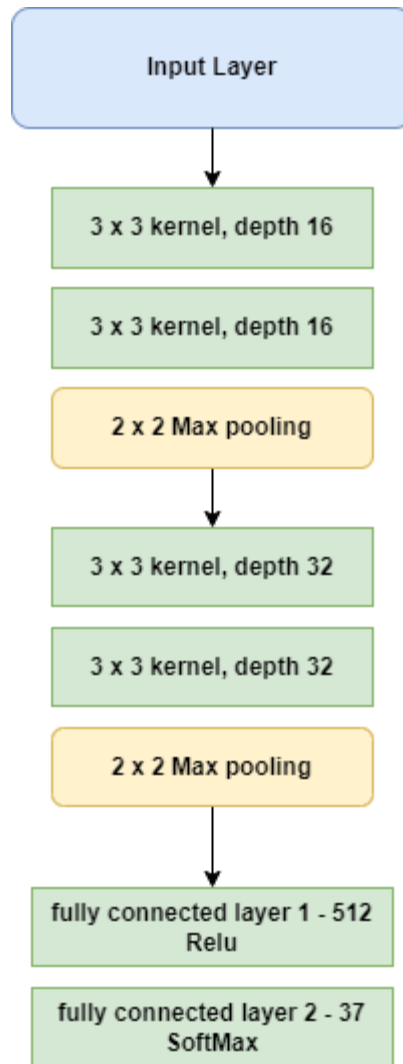 Input Layer
3 x 3 kernel, depth 16
3 x 3 kernel, depth 16
2 x 2 Max pooling
3 x 3 kernel, depth 32
3 x 3 kernel, depth 32
2 x 2 Max pooling
fully connected layer 1 - 512
Relu
fully connected layer 2 - 37
SoftMax